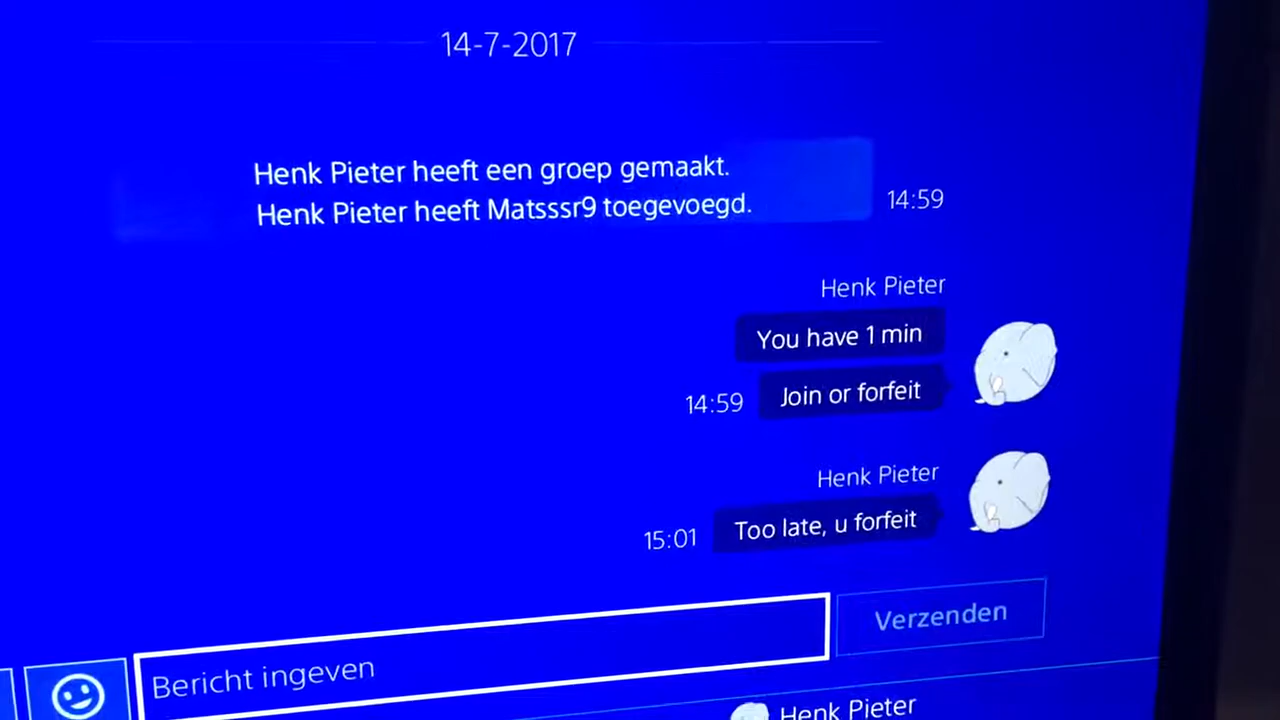 14-7-2017
Henk Pieter heeft een groep gemaakt.
Henk Pieter heeft Matsssr9 toegevoegd.
14:59
Henk Pieter
You have 1 min
14:59 Join or forfeit
Henk Pieter
15:01 Too late, u forfeit
Bericht ingeven
Verzenden
Henk Pieter